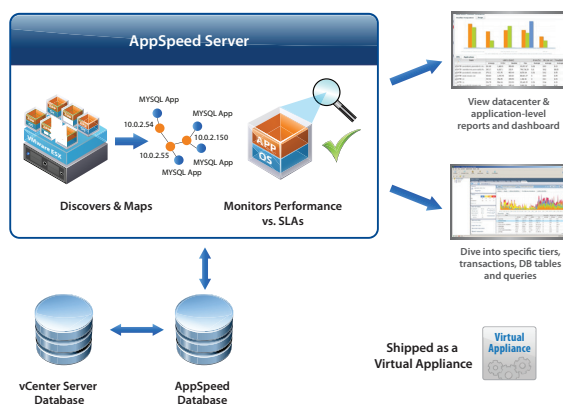 AppSpeed Server
MYSQL App
MYSQL App
10.0.2.54
10.0.2.150
10.0.2.55
MYSQL App
MYSQL App
vMware ESX
APP
OS
Discovers & Maps
Monitors Performance
vs. SLAs
View datacenter &
application-level
reports and dashboard
Dive into specific tiers,
transactions, DB tables
and queries
vCenter Server
Database
AppSpeed
Database
Shipped as a
Virtual Appliance
Virtual
Appliance